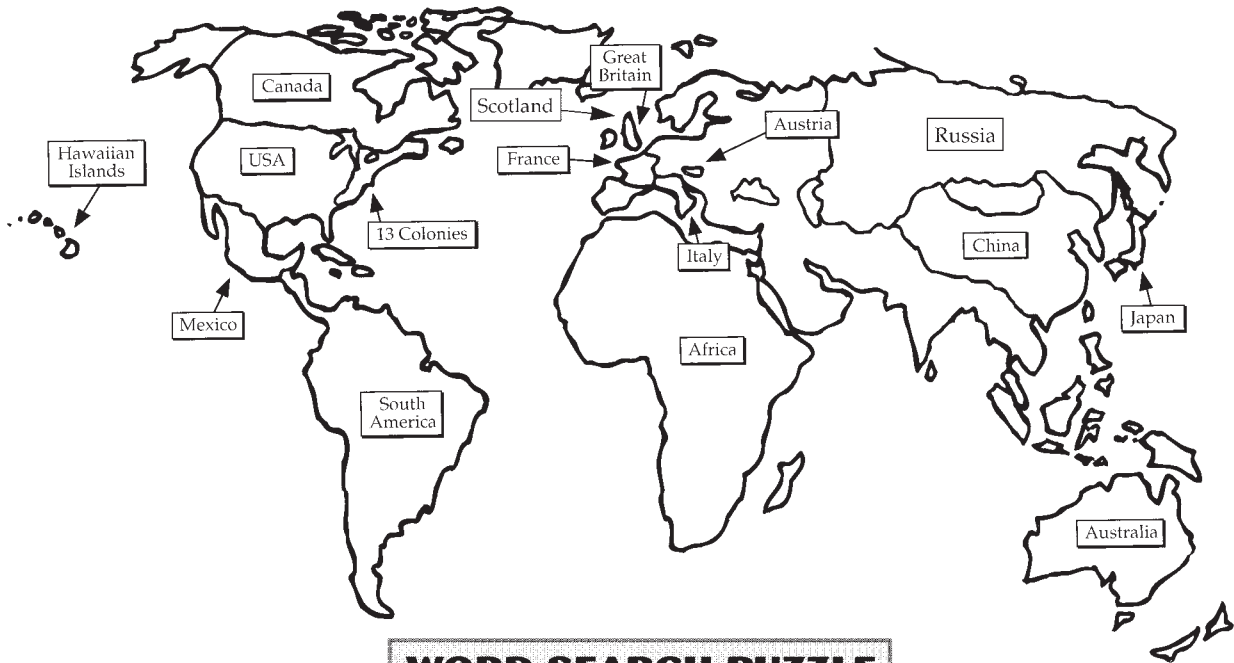 Great
Britain
Canada
Scotland
Austria
Russia
Hawaiian
Islands
USA
France
13 Colonies
Italy
China
Mexico
Japan
Africa
South
America
Australia
WORD SEARCH PUZZLE